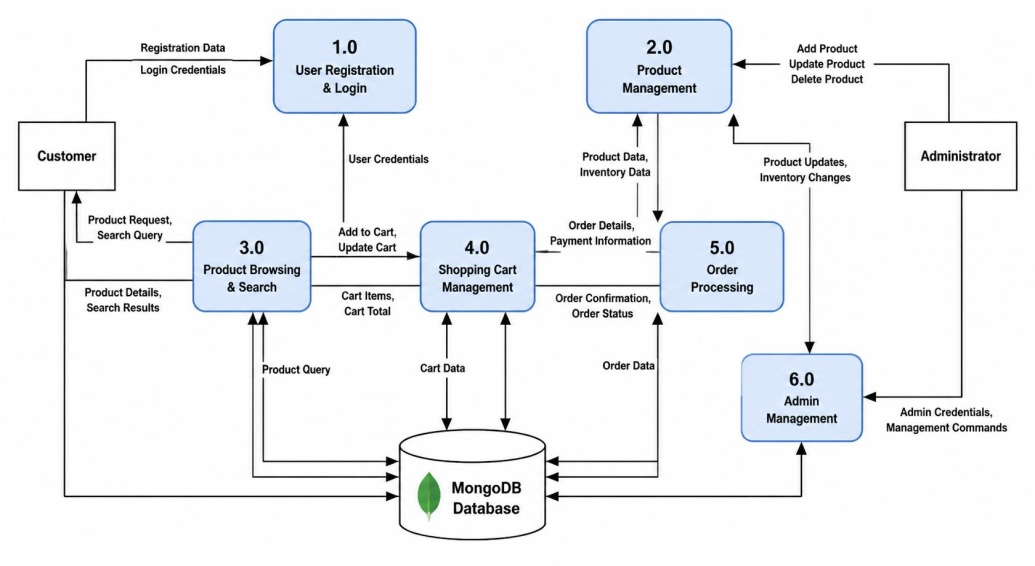 Registration Data
Login Credentials
1.0
User Registration
& Login
2.0
Product
Management
Add Product
Update Product
Delete Product
Customer
Administrator
User Credentials
Product Data,
Inventory Data
Product Updates,
Inventory Changes
Product Request,
Search Query
3.0
Product Browsing
& Search
Add to Cart,
Update Cart
4.0
Shopping Cart
Management
Order Details,
Payment Information
5.0
Order
Processing
Product Details,
Search Results
Cart Items,
Cart Total
Order Confirmation,
Order Status
Product Query
Cart Data
Order Data
6.0
Admin
Management
Admin Credentials,
Management Commands
MongoDB
Database